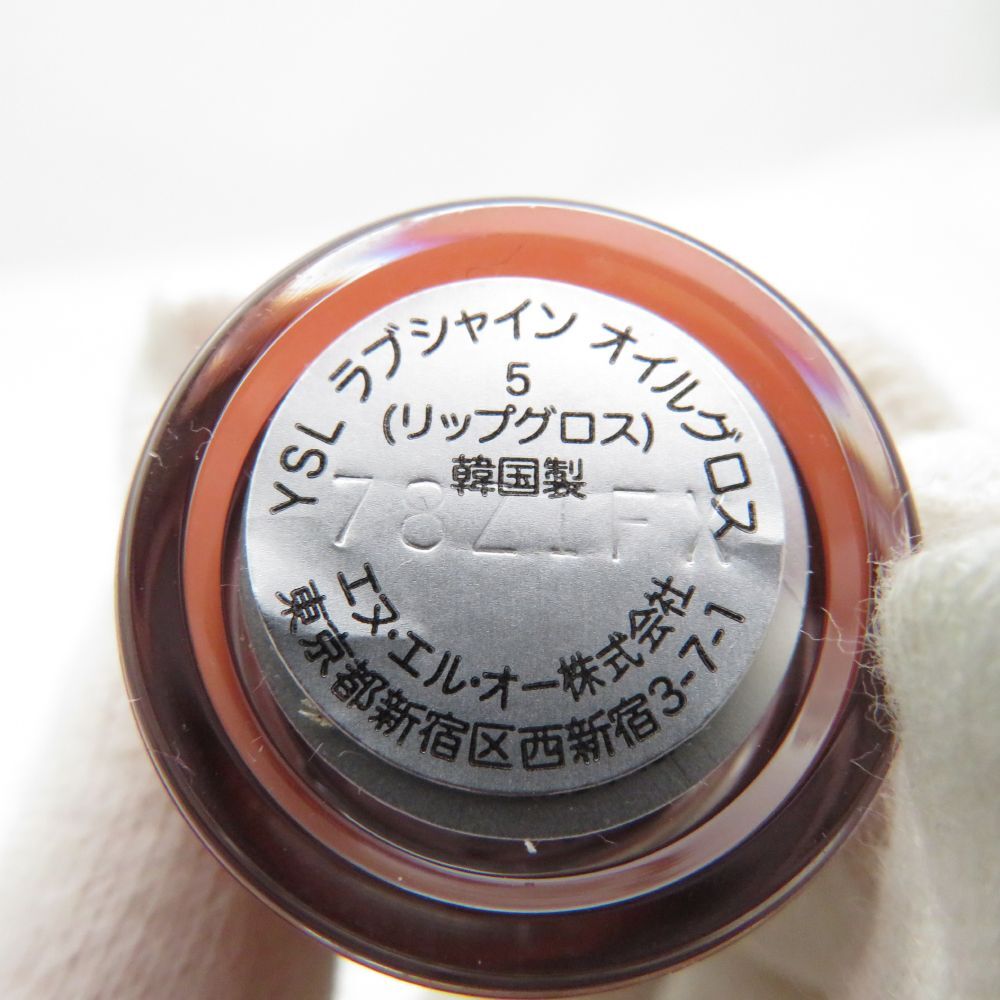 YSL ラブシャイン オイルグロス
5
(リップグロス)
韓国製
エヌ・エル・オー株式会社
東京都新宿区西新宿3-7-1